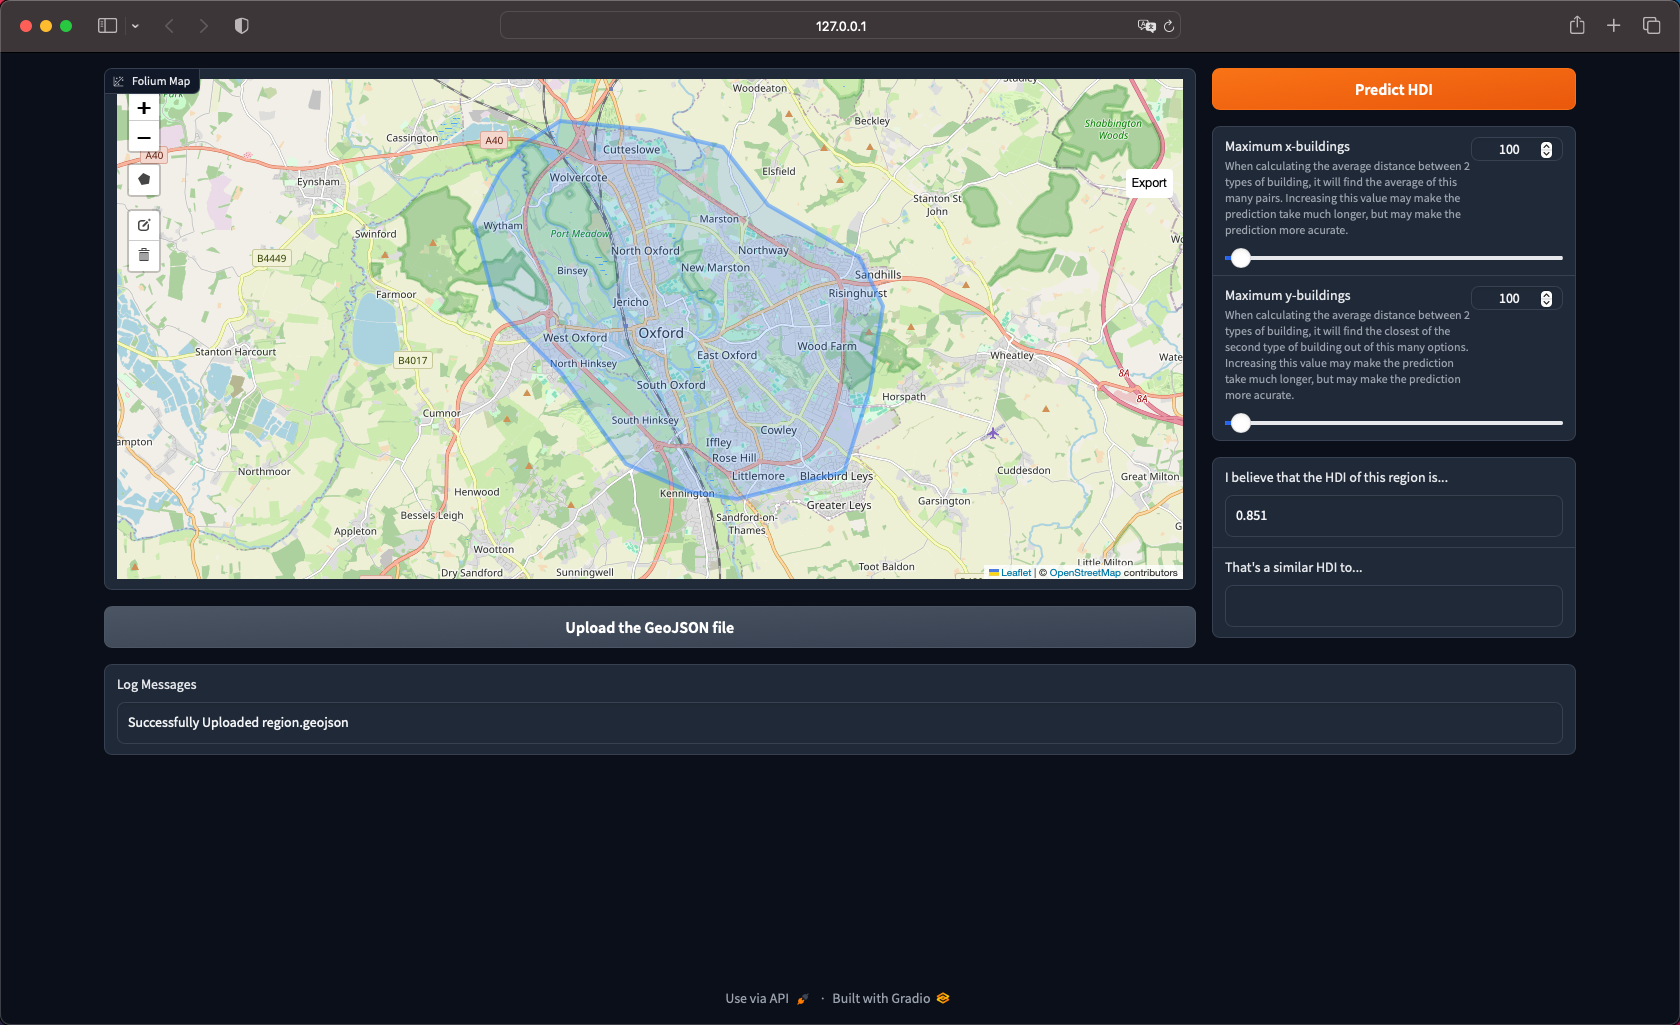 127.0.0.1
Folium Map
+
−
Export
Woodeaton
Beckley
Shabbington
Woods
Cassington
A40
A40
Cutteslowe
Elsfield
Eynsham
Wolvercote
Stanton St
John
Marston
Wytham
Port Meadow
Swinford
North Oxford
Northway
B4449
Binsey
New Marston
Sandhills
Farmoor
Jericho
Risinghurst
Oxford
West Oxford
Wood Farm
Stanton Harcourt
B4017
East Oxford
Wheatley
North Hinksey
8A
South Oxford
Horspath
8A
Cumnor
South Hinksey
Cowley
Iffley
Rose Hill
Northmoor
Littlemore
Blackbird Leys
Cuddesdon
Great Milton
Henwood
Kennington
Garsington
Greater Leys
Bessels Leigh
Sandford-on-
Thames
Appleton
Wootton
Toot Baldon
Little Milton
Dry Sandford
Sunningwell
Leaflet | © OpenStreetMap contributors
Upload the GeoJSON file
Log Messages
Successfully Uploaded region.geojson
Predict HDI
Maximum x-buildings
100
When calculating the average distance between 2
types of building, it will find the average of this
many pairs. Increasing this value may make the
prediction take much longer, but may make the
prediction more acurate.
Maximum y-buildings
100
When calculating the average distance between 2
types of building, it will find the closest of the
second type of building out of this many options.
Increasing this value may make the prediction
take much longer, but may make the prediction
more acurate.
I believe that the HDI of this region is...
0.851
That's a similar HDI to...
Use via API
·
Built with Gradio